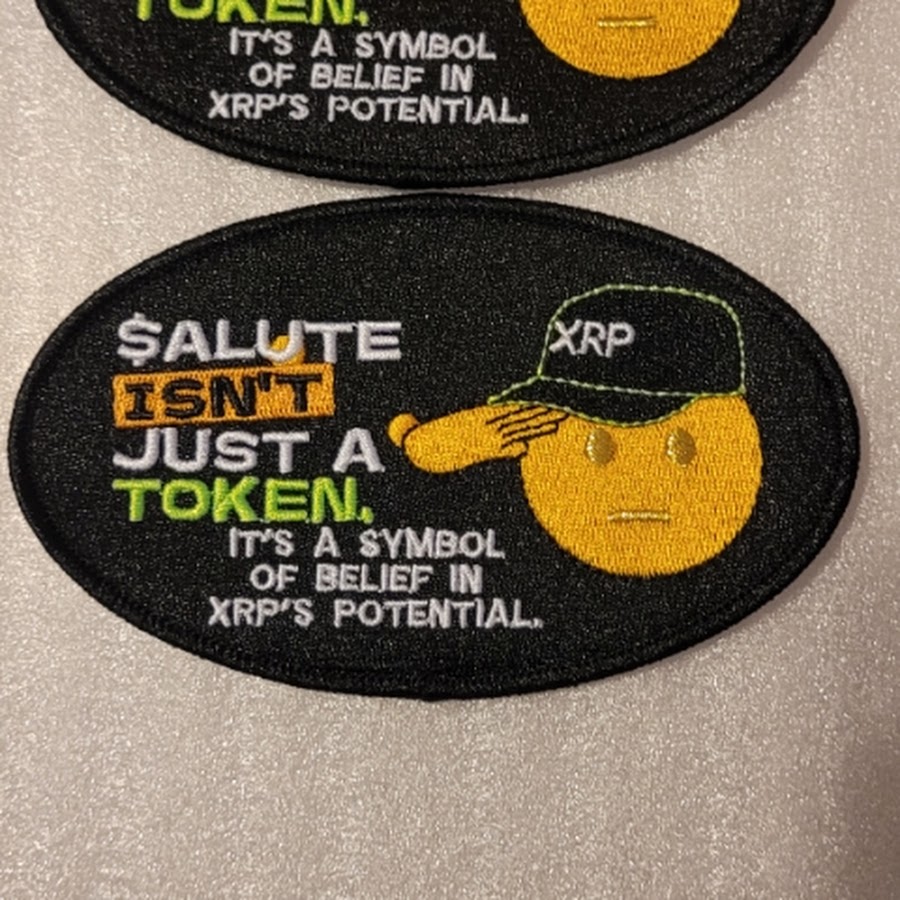 TOKEN.
IT'S A SYMBOL
OF BELIEF IN
XRP'S POTENTIAL.
$ALUTE
ISN'T
JUST A
TOKEN.
IT'S A SYMBOL
OF BELIEF IN
XRP'S POTENTIAL.
XRP